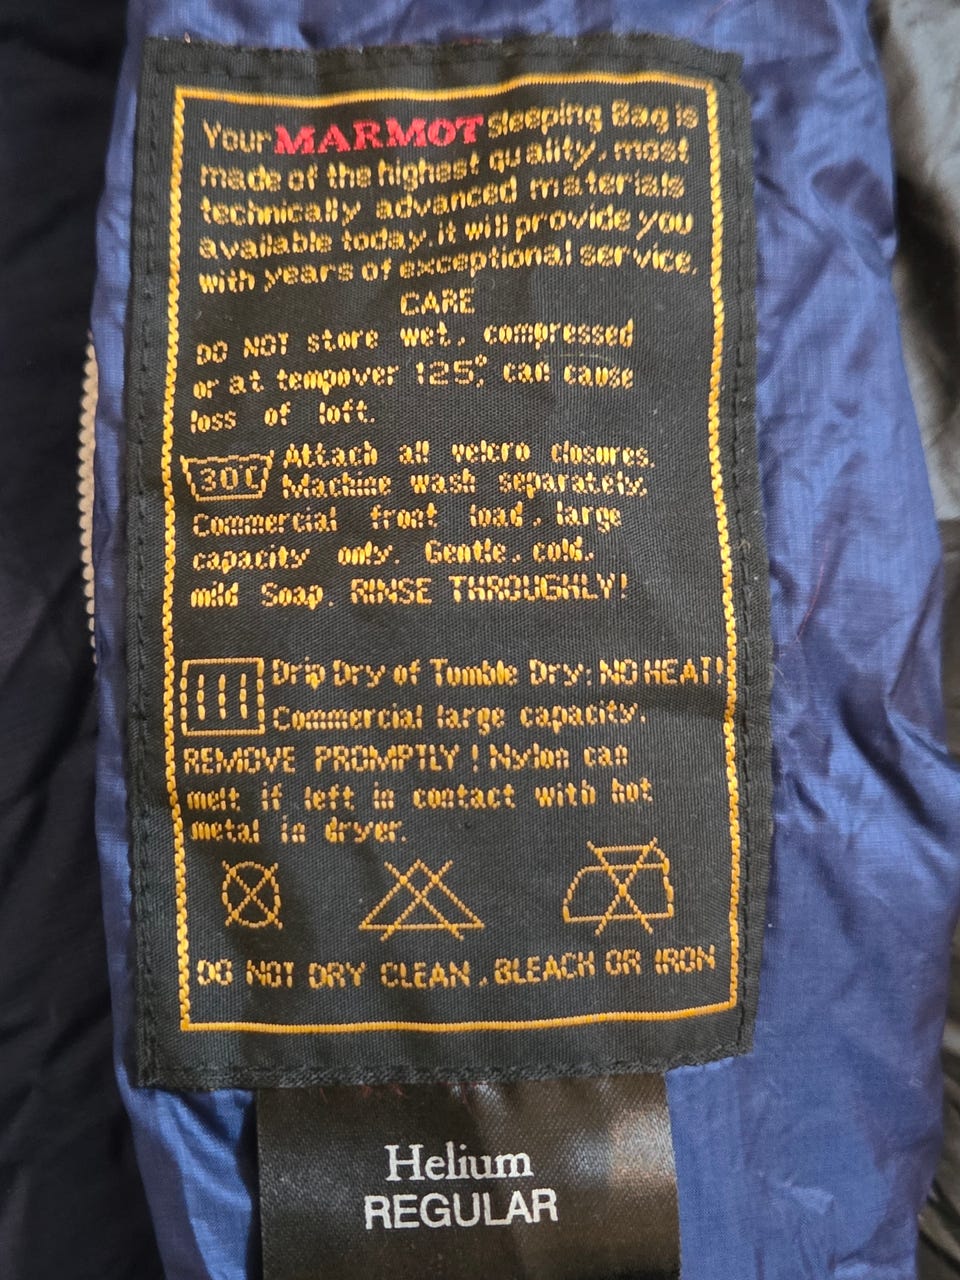 Your MARMOT sleeping Bag is
made of the highest quality, most
technically advanced materials
available today. it will provide you
with years of exceptional service.
CARE
DO NOT store wet, compressed
or at tempover 125°, can cause
loss of loft.
30C Attach all velcro closures.
Machine wash separately.
Commercial front load, large
capacity only. Gentle, cold,
mild Soap. RINSE THROUGHLY!
Drip Dry of Tumble Dry: NO HEAT!
Commercial large capacity.
REMOVE PROMPTLY! Nylon can
melt if left in contact with hot
metal in dryer.
DO NOT DRY CLEAN, BLEACH OR IRON
Helium
REGULAR